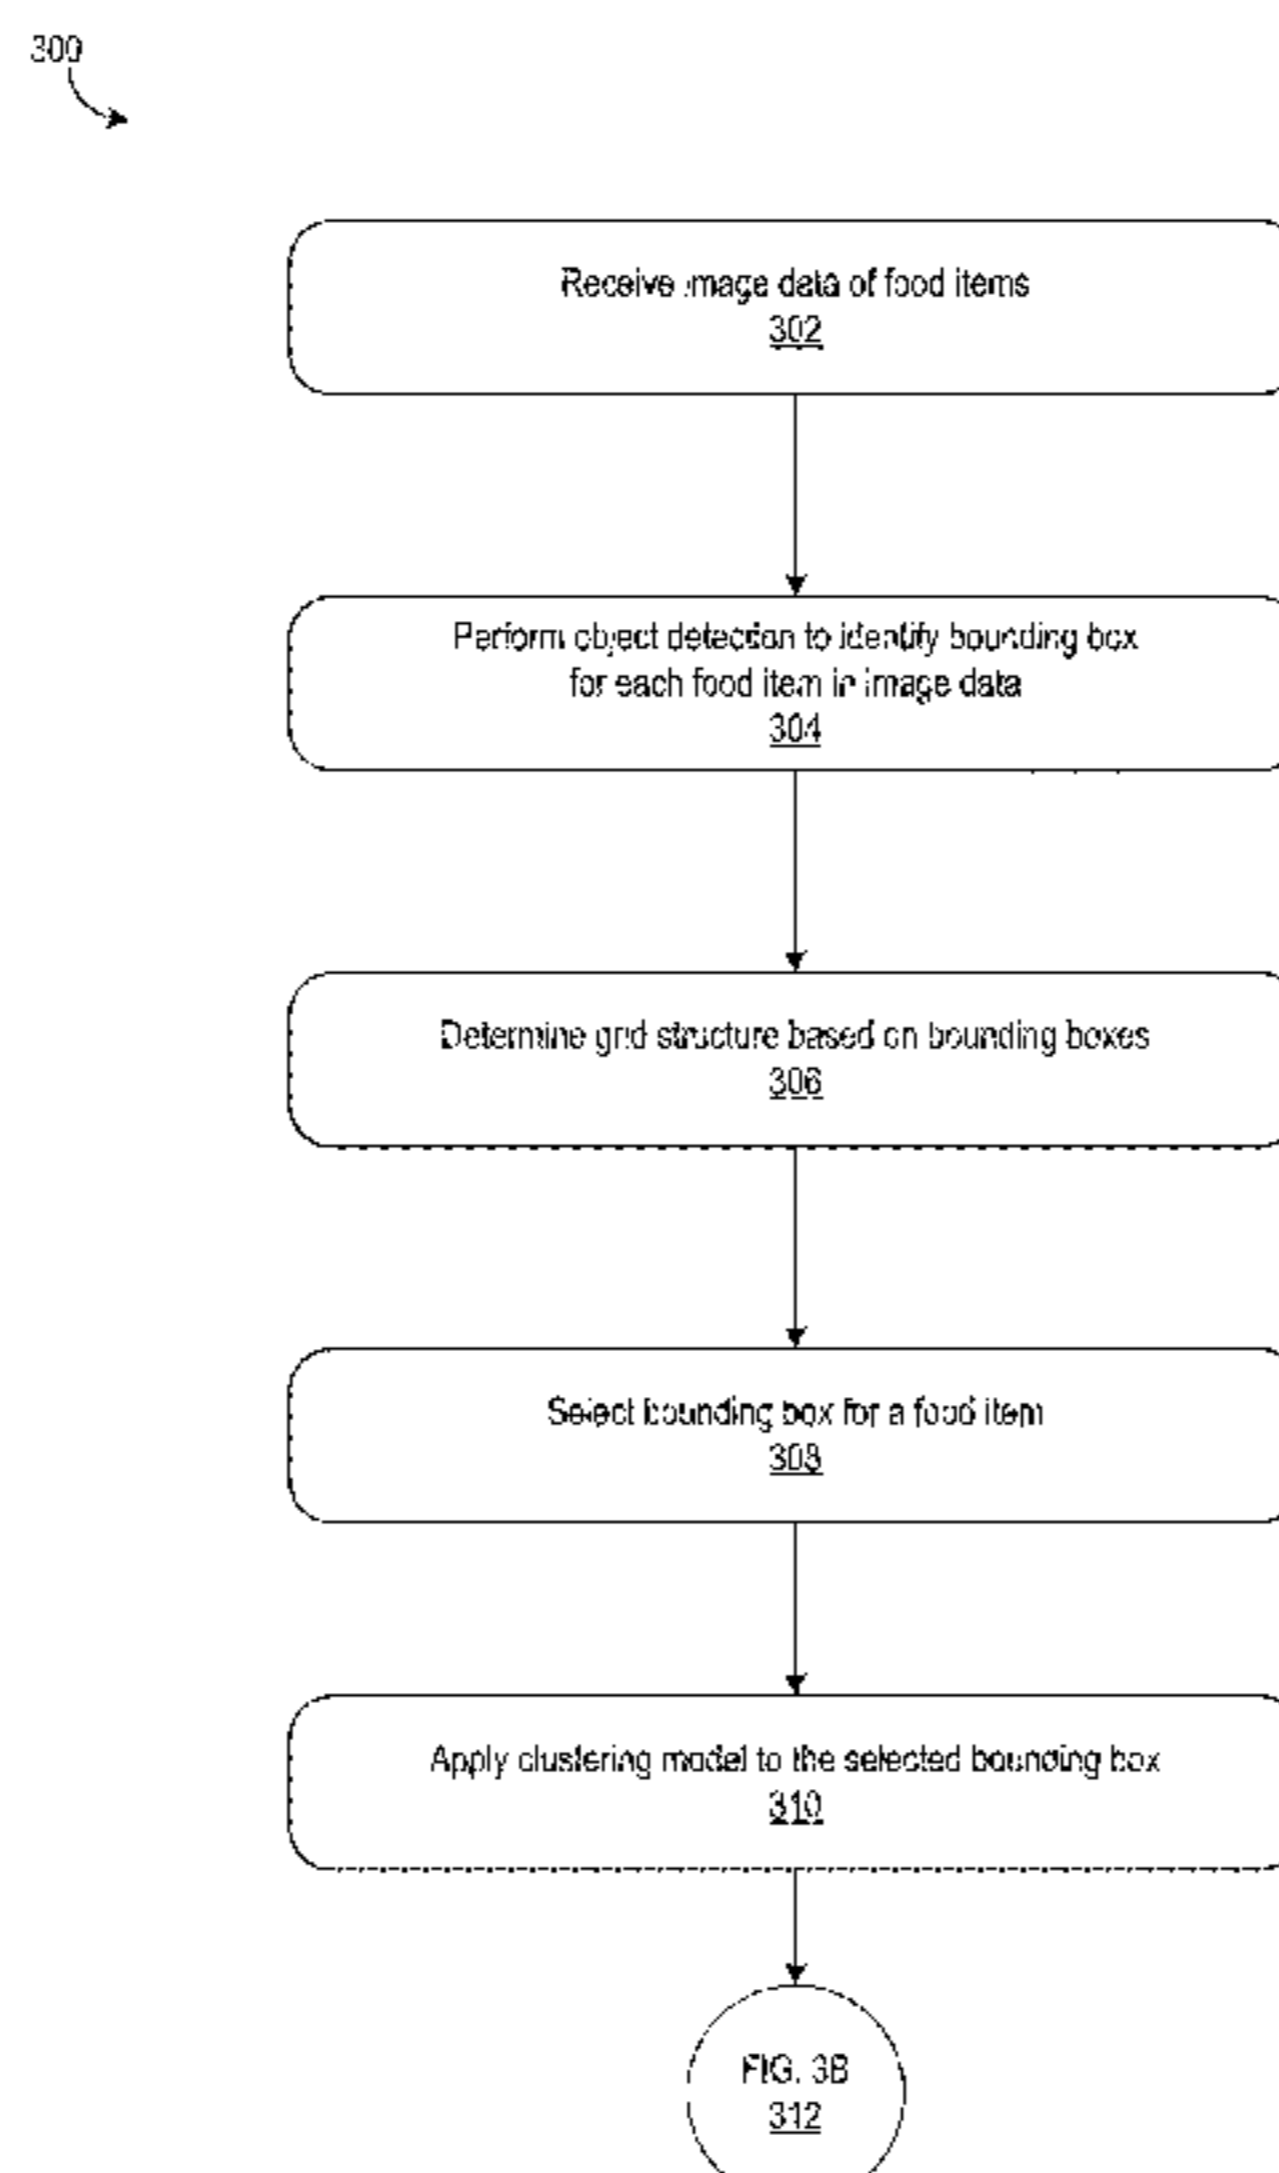 300
Receive image data of food items
302
Perform object detection to identify bounding box
for each food item in image data
304
Determine grid structure based on bounding boxes
306
Select bounding box for a food item
308
Apply clustering model to the selected bounding box
310
FIG. 3B
312